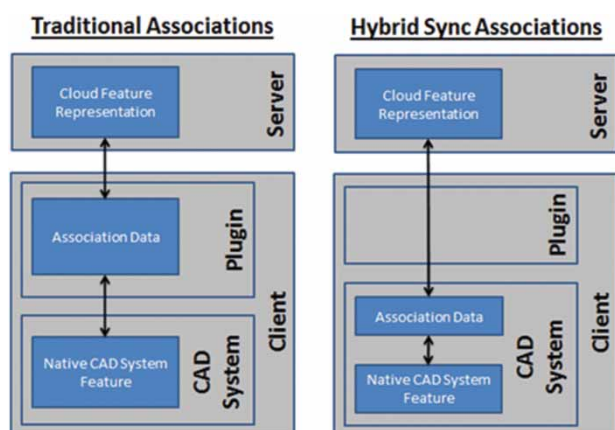 Traditional Associations
Cloud Feature
Representation
Server
Association Data
Plugin
Native CAD System
Feature
CAD
System
Client
Hybrid Sync Associations
Cloud Feature
Representation
Server
Plugin
Association Data
Native CAD System
Feature
CAD
System
Client